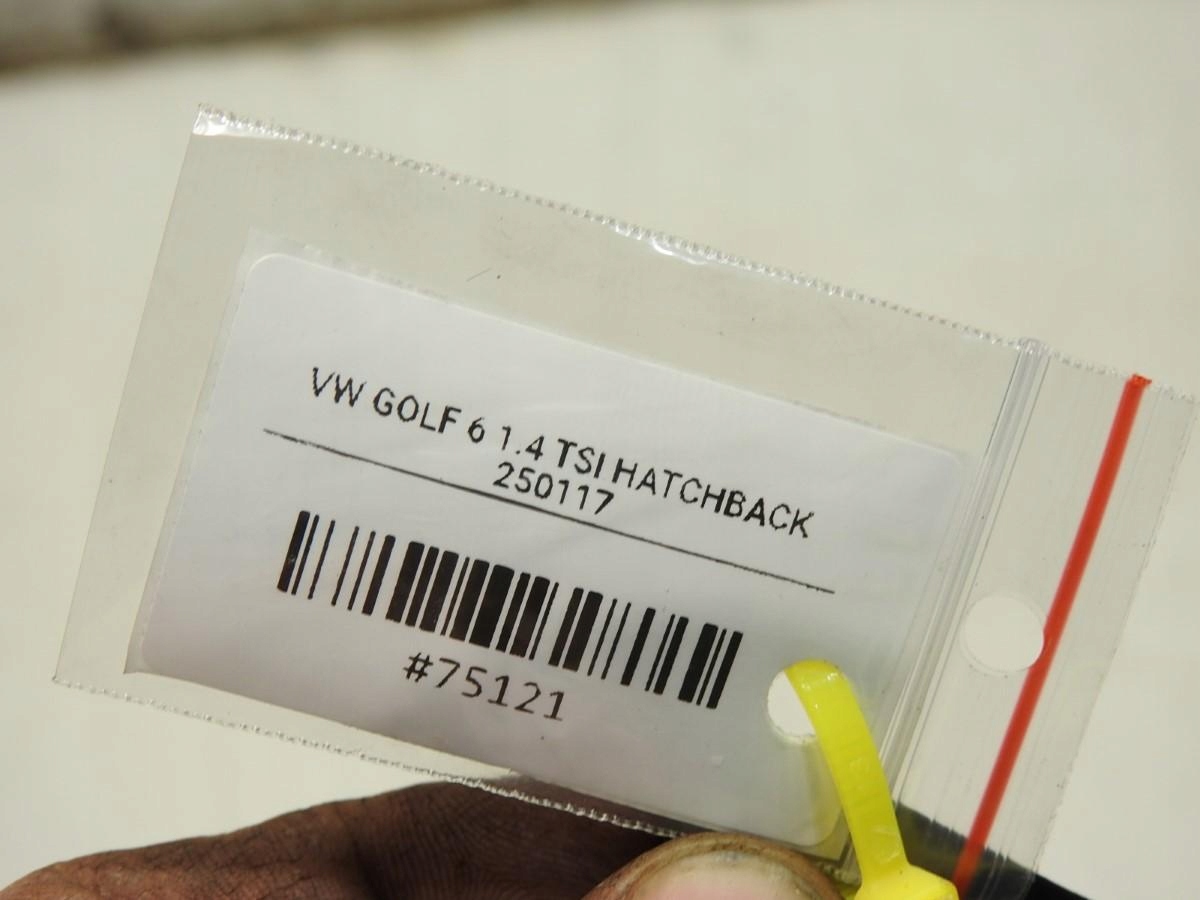 VW GOLF 6 1.4 TSI HATCHBACK
250117
#75121